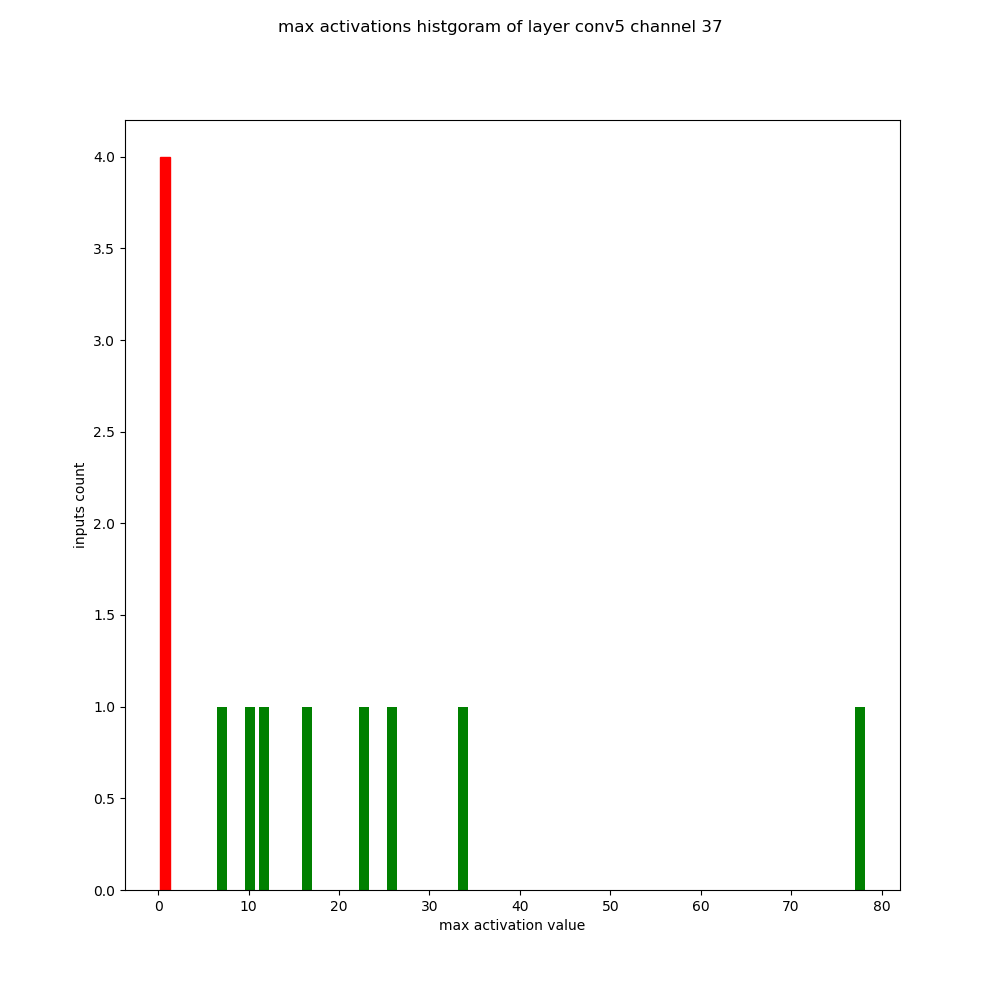 max activations histgoram of layer conv5 channel 37
4.0
3.5
3.0
2.5
2.0
1.5
1.0
0.5
0.0
inputs count
0 10 20 30 40 50 60 70 80
max activation value